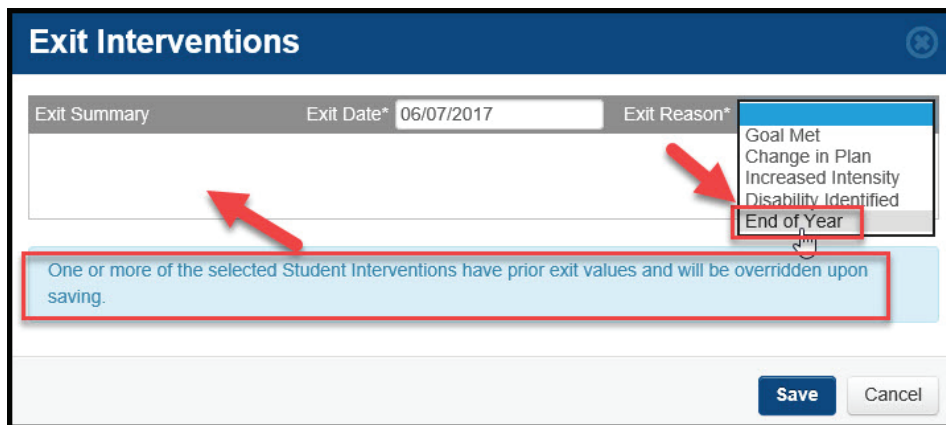 Exit Interventions
Exit Summary Exit Date* 06/07/2017 Exit Reason*
Goal Met
Change in Plan
Increased Intensity
Disability Identified
End of Year
One or more of the selected Student Interventions have prior exit values and will be overridden upon
saving.
Save Cancel